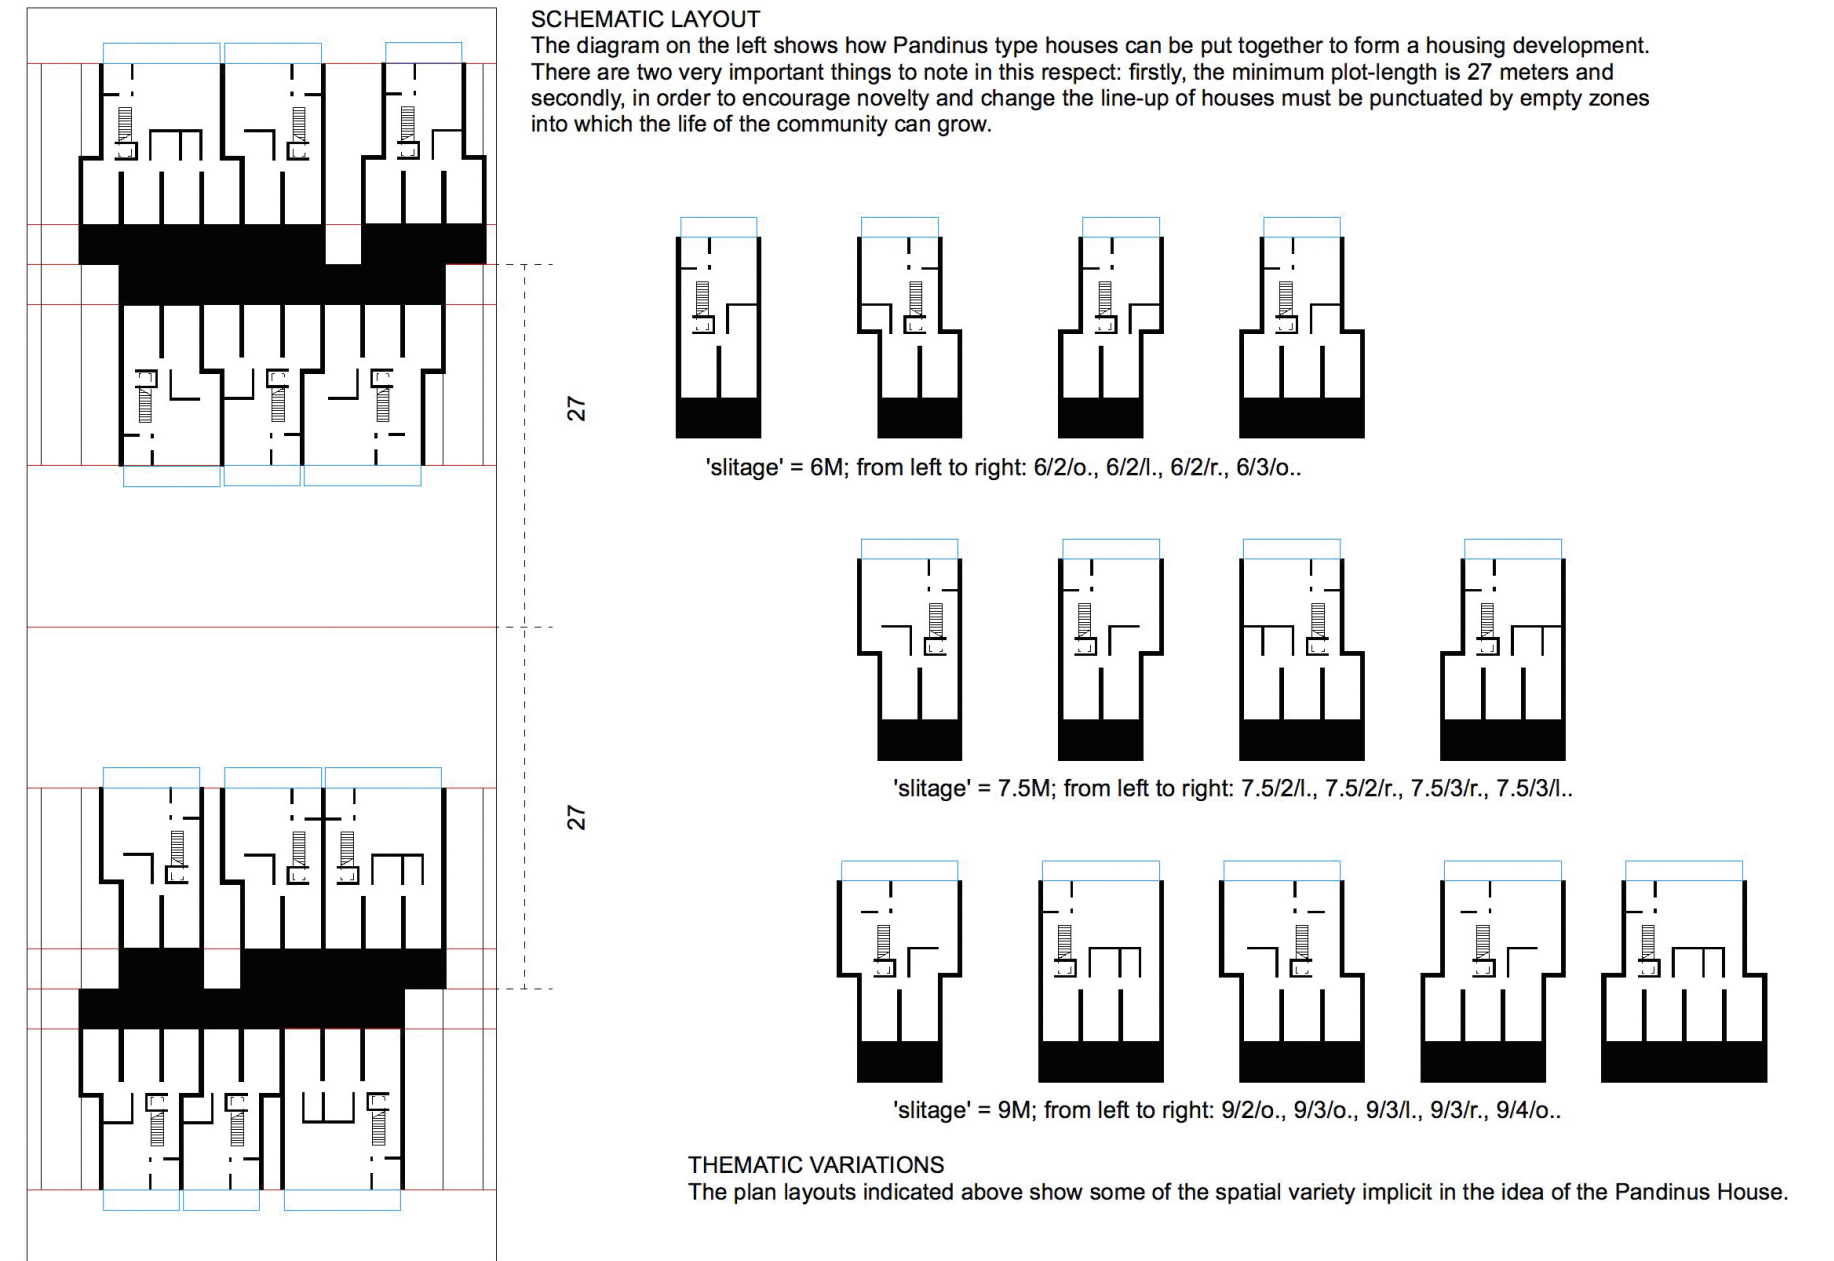 SCHEMATIC LAYOUT
The diagram on the left shows how Pandinus type houses can be put together to form a housing development.
There are two very important things to note in this respect: firstly, the minimum plot-length is 27 meters and
secondly, in order to encourage novelty and change the line-up of houses must be punctuated by empty zones
into which the life of the community can grow.
27
'slitage' = 6M; from left to right: 6/2/o., 6/2/l., 6/2/r., 6/3/o..
27
'slitage' = 7.5M; from left to right: 7.5/2/l., 7.5/2/r., 7.5/3/r., 7.5/3/l..
'slitage' = 9M; from left to right: 9/2/o., 9/3/o., 9/3/l., 9/3/r., 9/4/o..
THEMATIC VARIATIONS
The plan layouts indicated above show some of the spatial variety implicit in the idea of the Pandinus House.